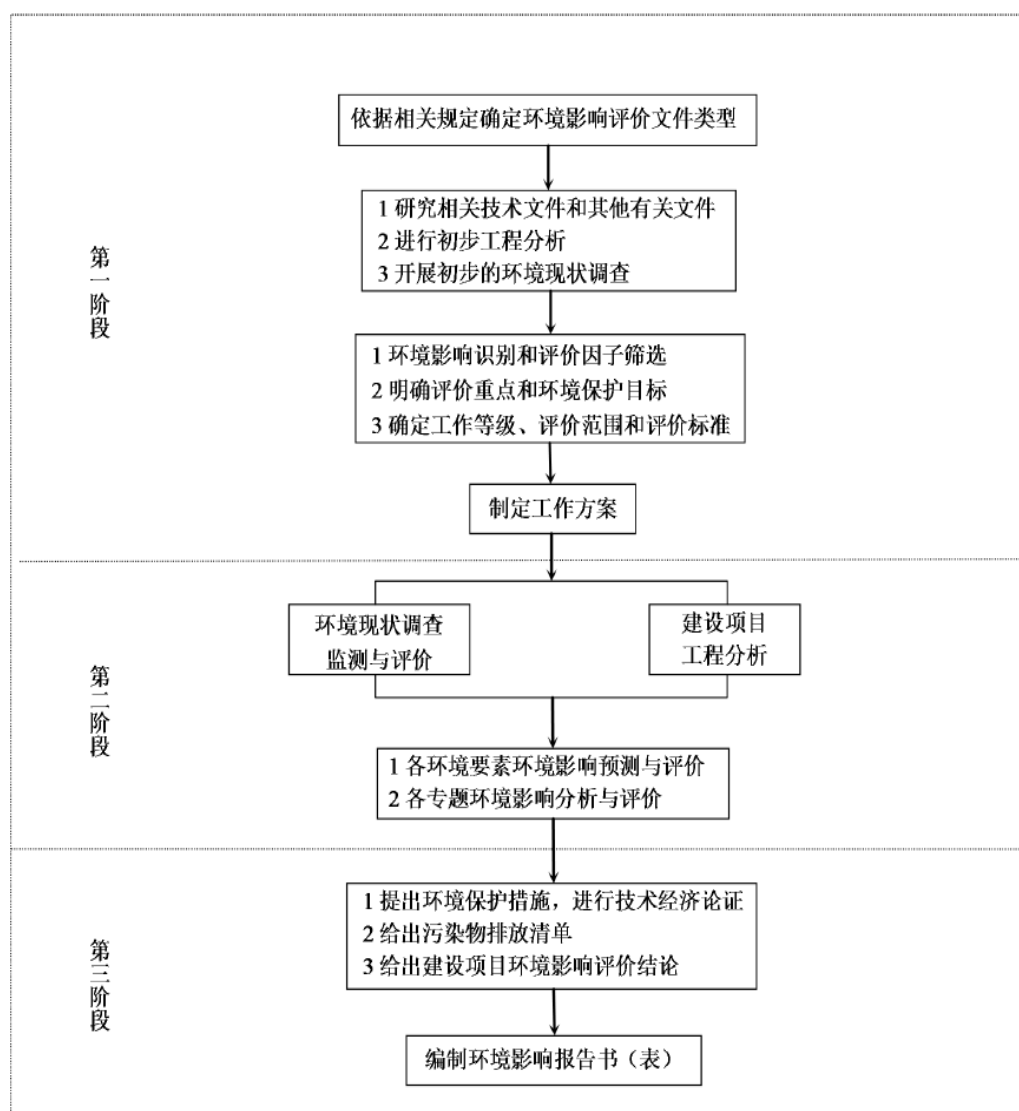 依据相关规定确定环境影响评价文件类型
1 研究相关技术文件和其他有关文件
2 进行初步工程分析
3 开展初步的环境现状调查
第一阶段
1 环境影响识别和评价因子筛选
2 明确评价重点和环境保护目标
3 确定工作等级、评价范围和评价标准
制定工作方案
环境现状调查
监测与评价
建设项目
工程分析
第二阶段
1 各环境要素环境影响预测与评价
2 各专题环境影响分析与评价
1 提出环境保护措施，进行技术经济论证
2 给出污染物排放清单
3 给出建设项目环境影响评价结论
第三阶段
编制环境影响报告书（表）